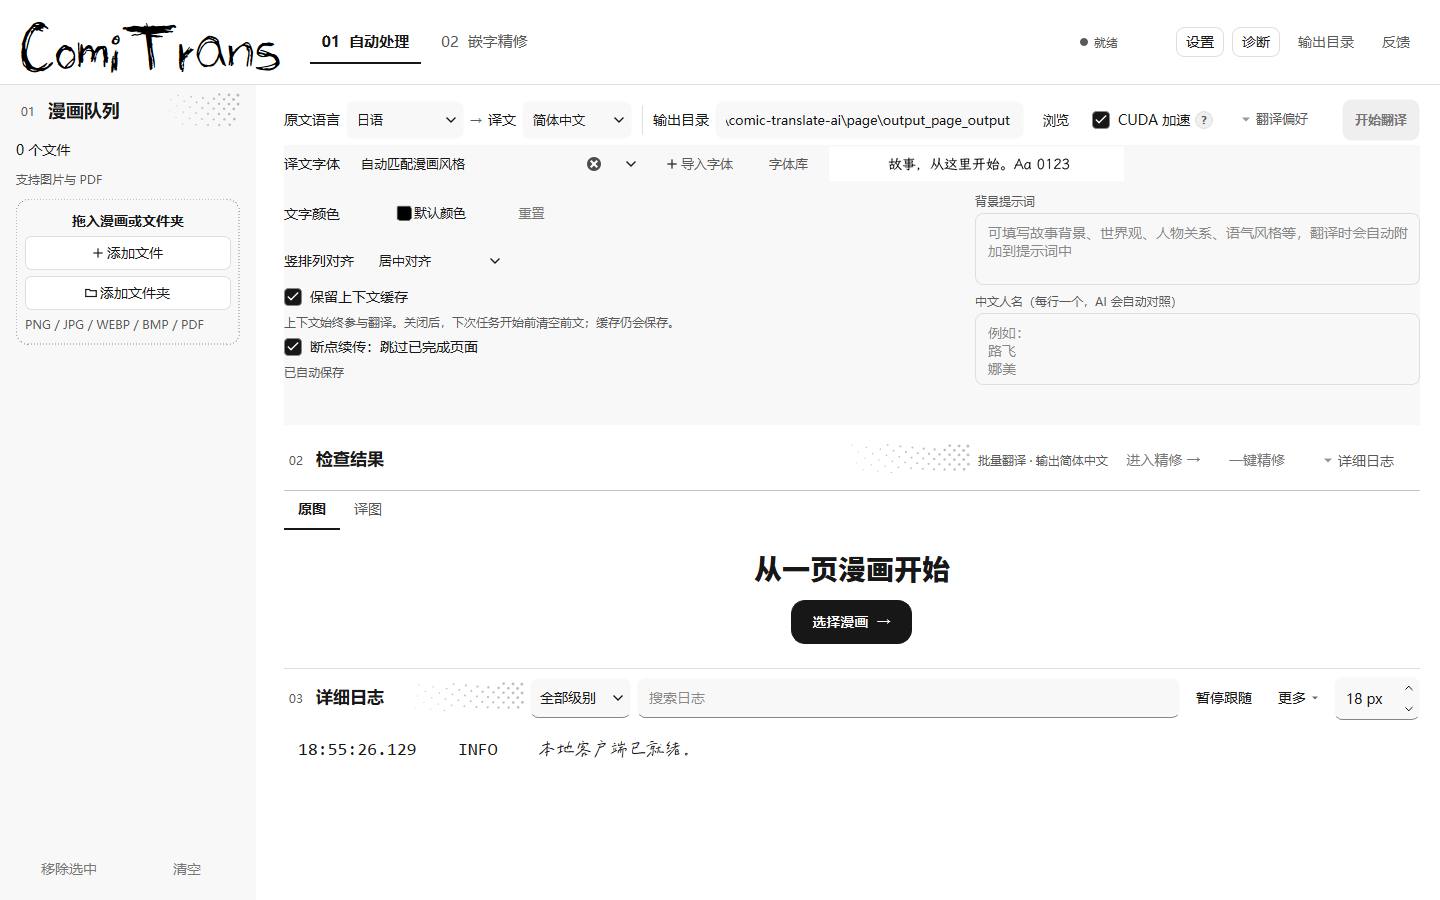 ComiTrans
01 自动处理
02 嵌字精修
就绪
设置
诊断
输出目录
反馈
01 漫画队列
0 个文件
支持图片与 PDF
拖入漫画或文件夹
+ 添加文件
添加文件夹
PNG / JPG / WEBP / BMP / PDF
移除选中
清空
原文语言 日语 → 译文 简体中文 输出目录 \comic-translate-ai\page\output_page_output 浏览 CUDA 加速 ? 翻译偏好 开始翻译
译文字体 自动匹配漫画风格 + 导入字体 字体库 故事，从这里开始。Aa 0123
文字颜色 默认颜色 重置
竖排列对齐 居中对齐
保留上下文缓存
上下文始终参与翻译。关闭后，下次任务开始前清空前文；缓存仍会保存。
断点续传：跳过已完成页面
已自动保存
背景提示词
可填写故事背景、世界观、人物关系、语气风格等，翻译时会自动附
加到提示词中
中文人名（每行一个，AI 会自动对照）
例如：
路飞
娜美
02 检查结果
批量翻译 · 输出简体中文 进入精修 → 一键精修 详细日志
原图 译图
从一页漫画开始
选择漫画 →
03 详细日志 全部级别 搜索日志 暂停跟随 更多 18 px
18:55:26.129 INFO 本地客户端已就绪。